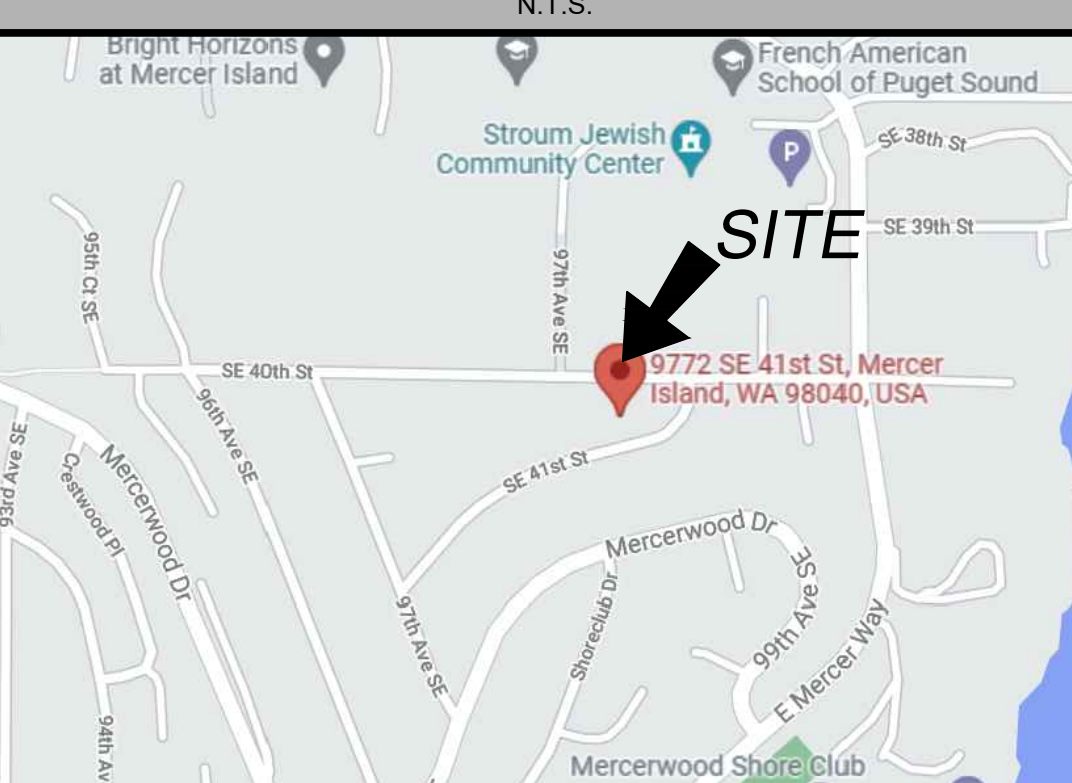 N.T.S.
Bright Horizons
at Mercer Island
French American
School of Puget Sound
Stroum Jewish
Community Center
P
SE 38th St
SITE
SE 39th St
95th Ct SE
97th Ave SE
9772 SE 41st St, Mercer
Island, WA 98040, USA
SE 40th St
96th Ave SE
93rd Ave SE
Crestwood Pl
Mercerwood Dr
SE 41st St
Mercerwood Dr
99th Ave SE
Shoreclub Dr
97th Ave SE
E Mercer Way
94th Av
Mercerwood Shore Club